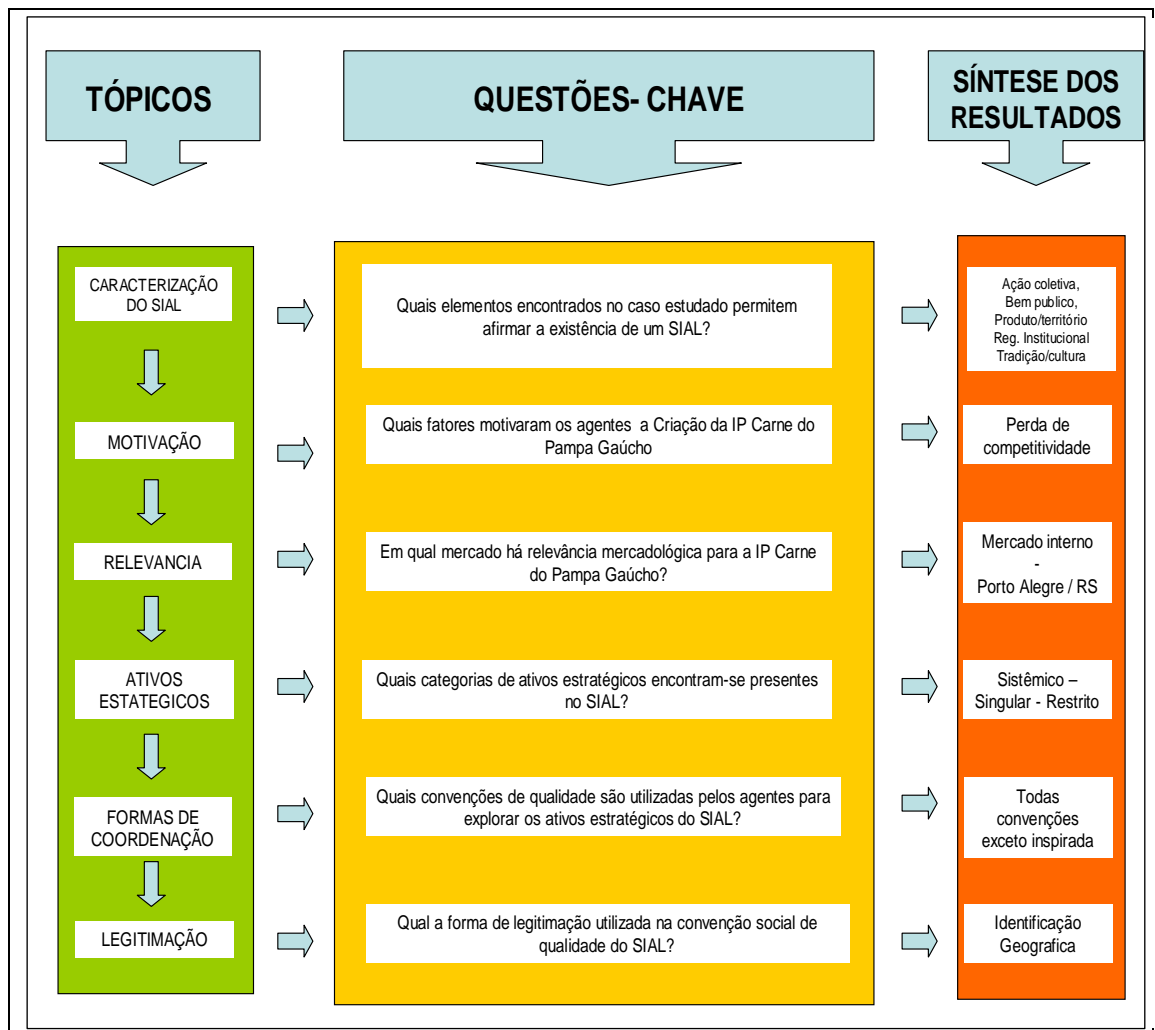 TÓPICOS
QUESTÕES- CHAVE
SÍNTESE DOS
RESULTADOS
CARACTERIZAÇÃO
DO SIAL
Quais elementos encontrados no caso estudado permitem
afirmar a existência de um SIAL?
Ação coletiva,
Bem publico,
Produto/território
Reg. Institucional
Tradição/cultura
MOTIVAÇÃO
Quais fatores motivaram os agentes a Criação da IP Carne do
Pampa Gaúcho
Perda de
competitividade
RELEVANCIA
Em qual mercado há relevância mercadológica para a IP Carne
do Pampa Gaúcho?
Mercado interno
-
Porto Alegre / RS
ATIVOS
ESTATEGICOS
Quais categorias de ativos estratégicos encontram-se presentes
no SIAL?
Sistêmico –
Singular - Restrito
FORMAS DE
COORDENAÇÃO
Quais convenções de qualidade são utilizadas pelos agentes para
explorar os ativos estratégicos do SIAL?
Todas
convenções
exceto inspirada
LEGITIMAÇÃO
Qual a forma de legitimação utilizada na convenção social de
qualidade do SIAL?
Identificação
Geografica